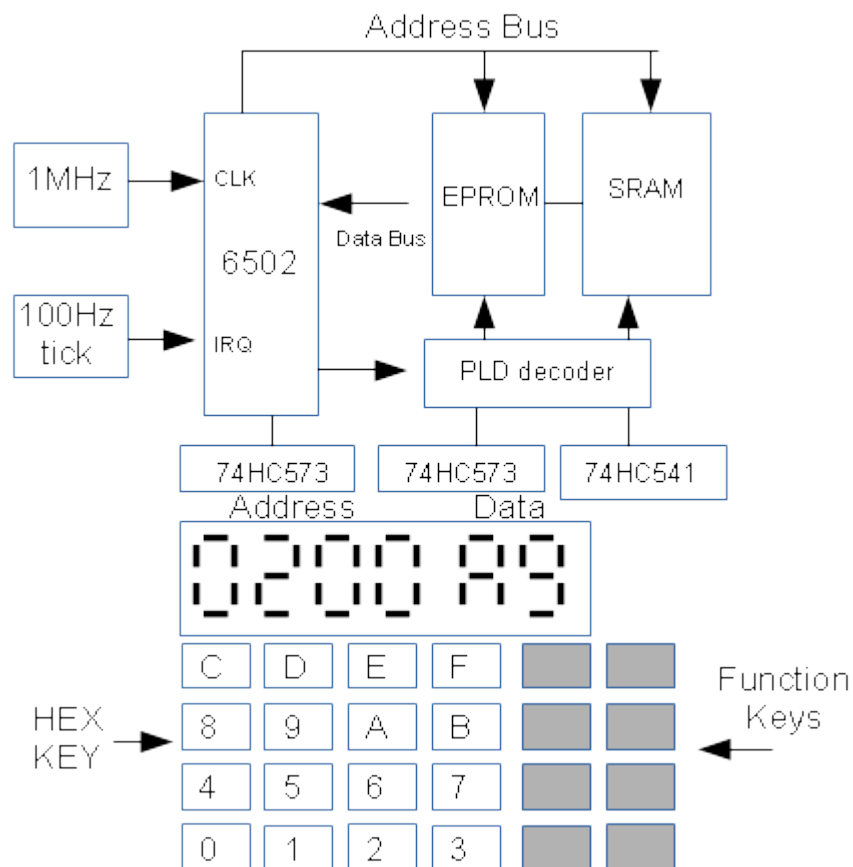 Address Bus
1MHz
CLK
EPROM
SRAM
Data Bus
6502
100Hz
tick
IRQ
PLD decoder
74HC573
74HC573
74HC541
Address
Data
0200 A9
C D E F
Function
Keys
HEX
KEY
8 9 A B
4 5 6 7
0 1 2 3